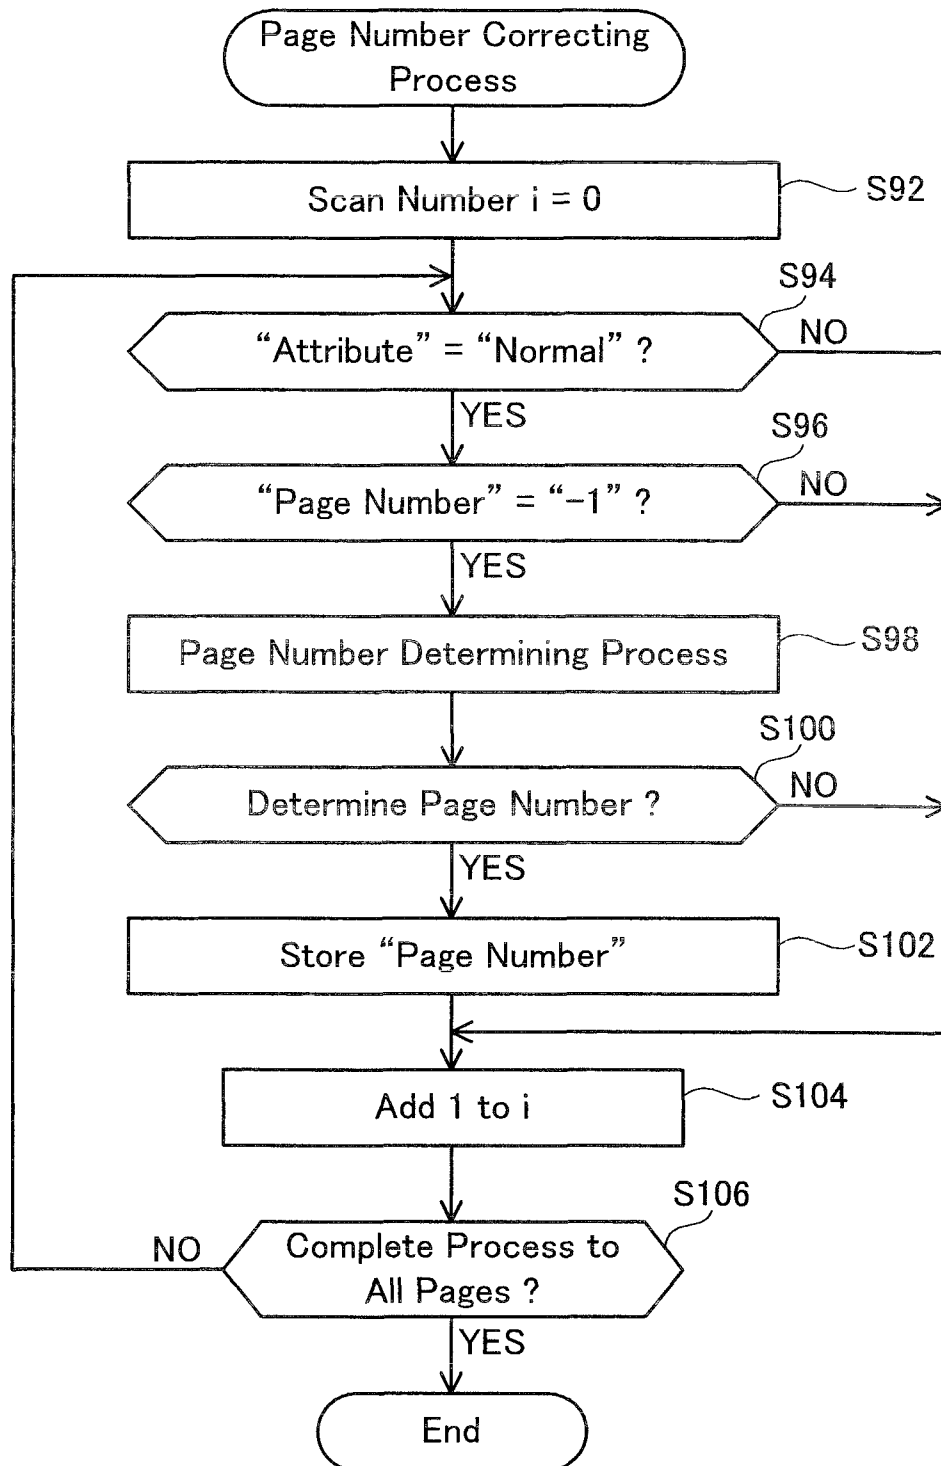 Page Number Correcting
Process
Scan Number i = 0
S92
S94
“Attribute” = “Normal” ?
NO
YES
S96
“Page Number” = “−1” ?
NO
YES
Page Number Determining Process
S98
S100
Determine Page Number ?
NO
YES
Store “Page Number”
S102
Add 1 to i
S104
S106
NO
Complete Process to
All Pages ?
YES
End